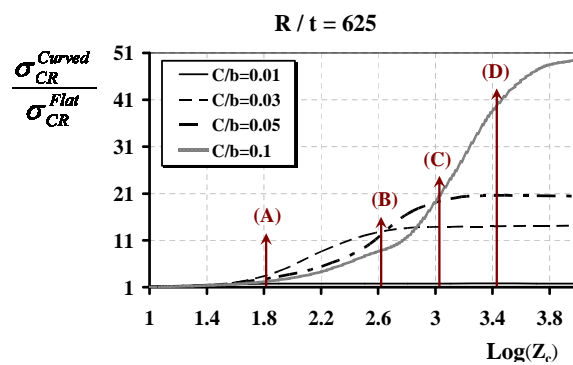 R / t = 625
σ_CR^Curved
σ_CR^Flat
51
41
31
21
11
1
C/b=0.01
C/b=0.03
C/b=0.05
C/b=0.1
(A)
(B)
(C)
(D)
1 1.4 1.8 2.2 2.6 3 3.4 3.8
Log(Z_c)